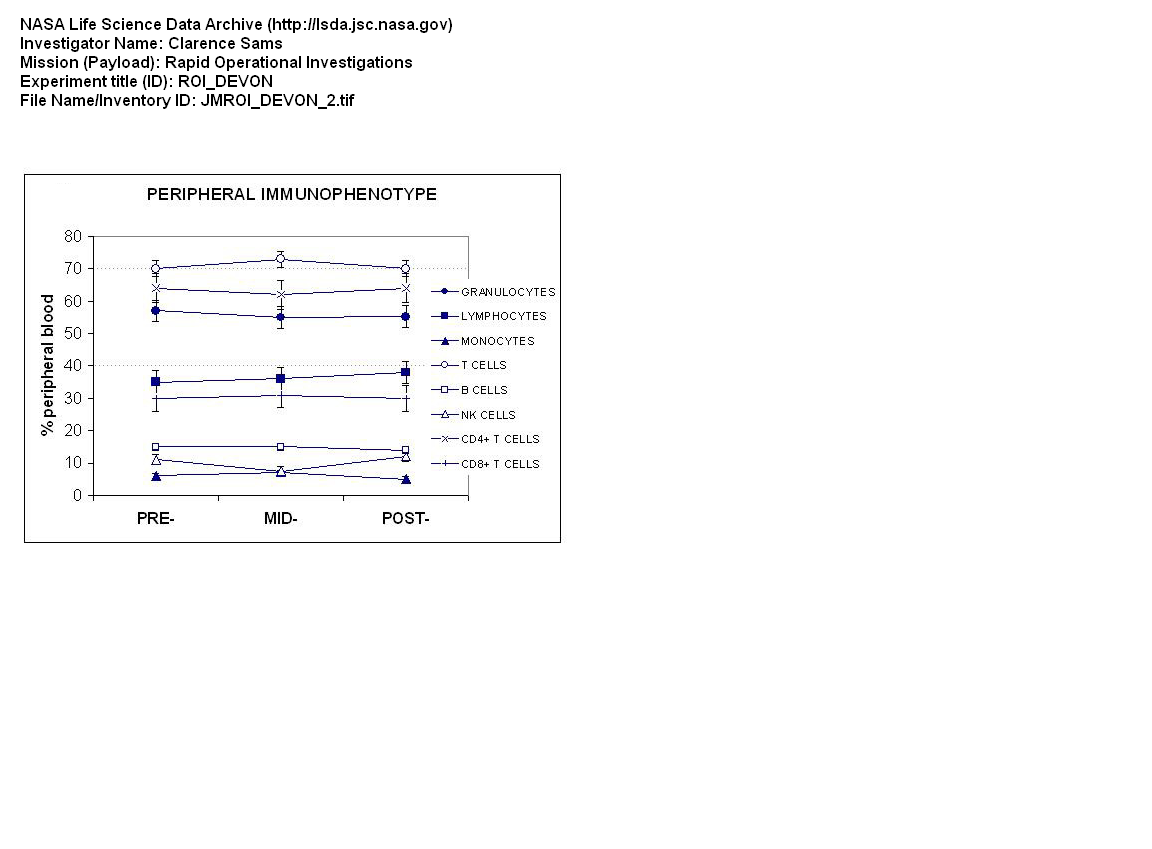 NASA Life Science Data Archive (http://lsda.jsc.nasa.gov)
Investigator Name: Clarence Sams
Mission (Payload): Rapid Operational Investigations
Experiment title (ID): ROI_DEVON
File Name/Inventory ID: JMROI_DEVON_2.tif
PERIPHERAL IMMUNOPHENOTYPE
% peripheral blood
80
70
60
50
40
30
20
10
0
PRE- MID- POST-
GRANULOCYTES
LYMPHOCYTES
MONOCYTES
T CELLS
B CELLS
NK CELLS
CD4+ T CELLS
CD8+ T CELLS